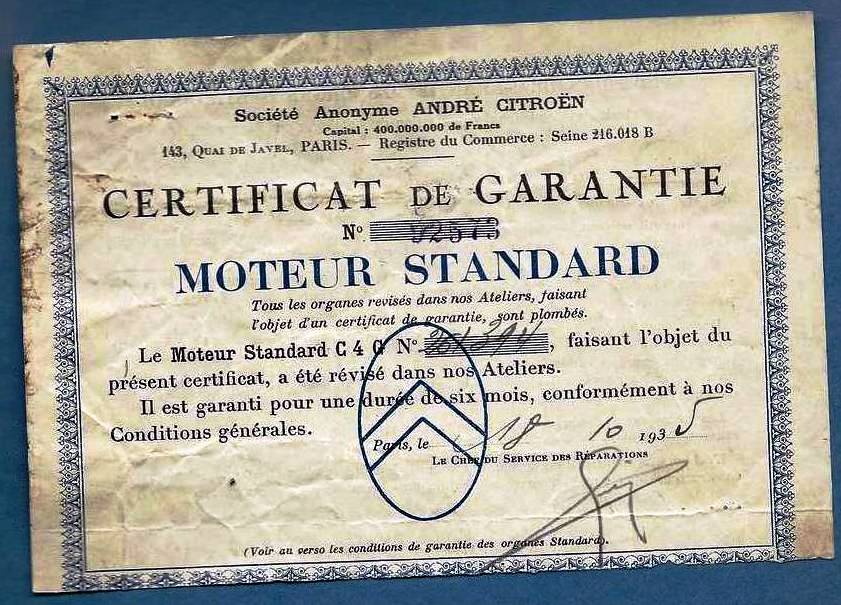 Société Anonyme ANDRÉ CITROËN
Capital : 400.000.000 de Francs
143, QUAI DE JAVEL, PARIS. — Registre du Commerce : Seine 216.018 B
CERTIFICAT DE GARANTIE
N° 92573
MOTEUR STANDARD
Tous les organes revisés dans nos Ateliers, faisant
l'objet d'un certificat de garantie, sont plombés.
Le Moteur Standard C 4 G N° , faisant l'objet du
présent certificat, a été révisé dans nos Ateliers.
Il est garanti pour une durée de six mois, conformément à nos
Conditions générales.
Paris, le 18 10 1935
LE CHEF DU SERVICE DES RÉPARATIONS
(Voir au verso les conditions de garantie des organes Standard).